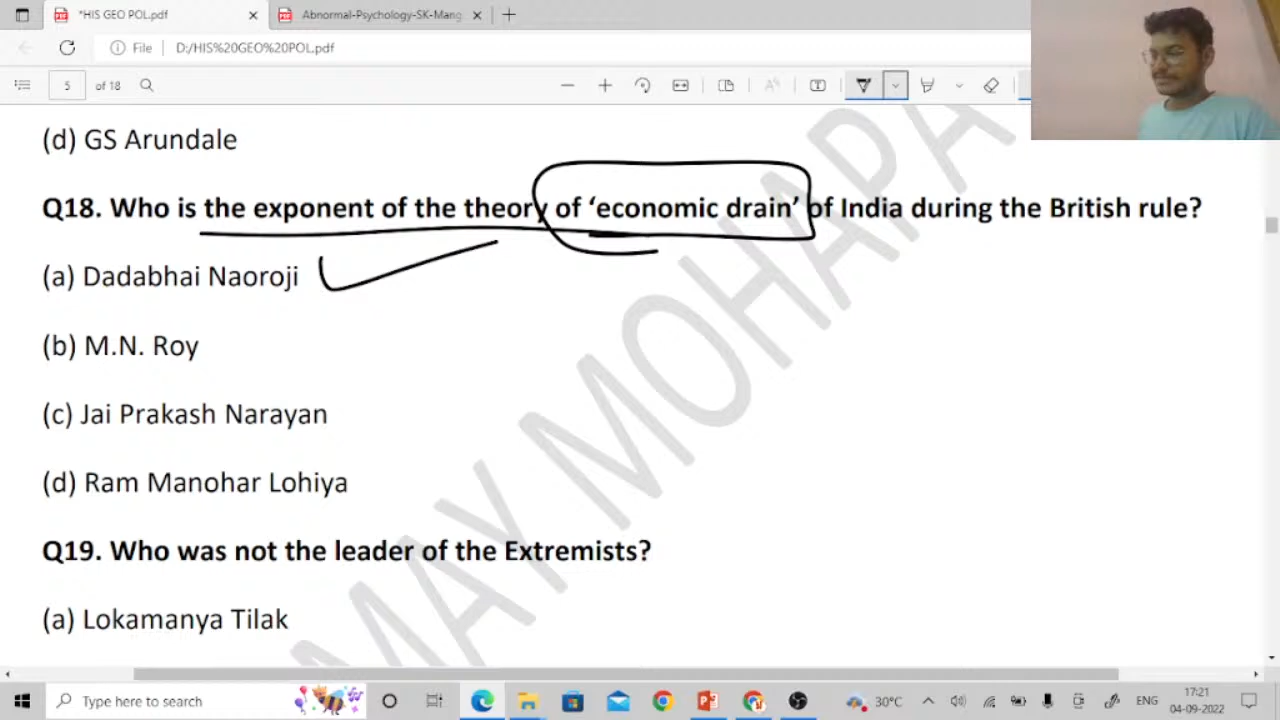 *HIS GEO POL.pdf
Abnormal-Psychology-SK-Mang
File
D:/HIS%20GEO%20POL.pdf
5
of 18
(d) GS Arundale
Q18. Who is the exponent of the theory of ‘economic drain’ of India during the British rule?
(a) Dadabhai Naoroji
(b) M.N. Roy
(c) Jai Prakash Narayan
(d) Ram Manohar Lohiya
Q19. Who was not the leader of the Extremists?
(a) Lokamanya Tilak
MAY MOHAPA
Type here to search
30°C
ENG
17:21
04-09-2022